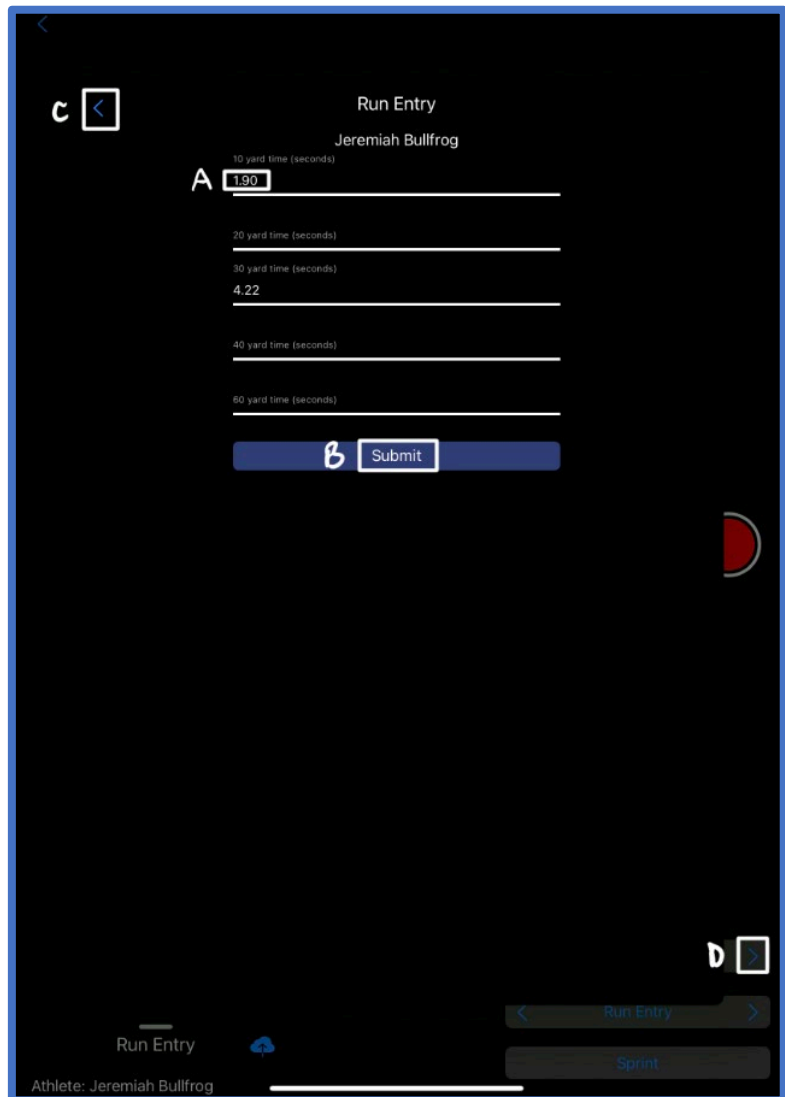 C
Run Entry
Jeremiah Bullfrog
10 yard time (seconds)
A 1.90
20 yard time (seconds)
30 yard time (seconds)
4.22
40 yard time (seconds)
60 yard time (seconds)
B Submit
D
Run Entry
Run Entry
Sprint
Athlete: Jeremiah Bullfrog